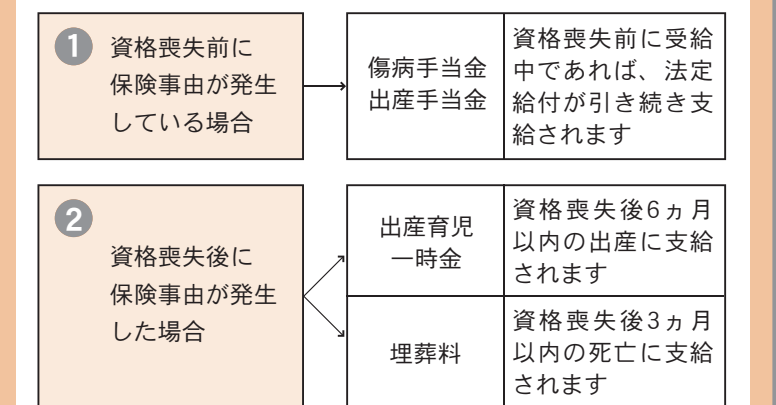 1
資格喪失前に
保険事由が発生
している場合
傷病手当金
出産手当金
資格喪失前に受給
中であれば、法定
給付が引き続き支
給されます
2
資格喪失後に
保険事由が発生
した場合
出産育児
一時金
資格喪失後6ヵ月
以内の出産に支給
されます
埋葬料
資格喪失後3ヵ月
以内の死亡に支給
されます